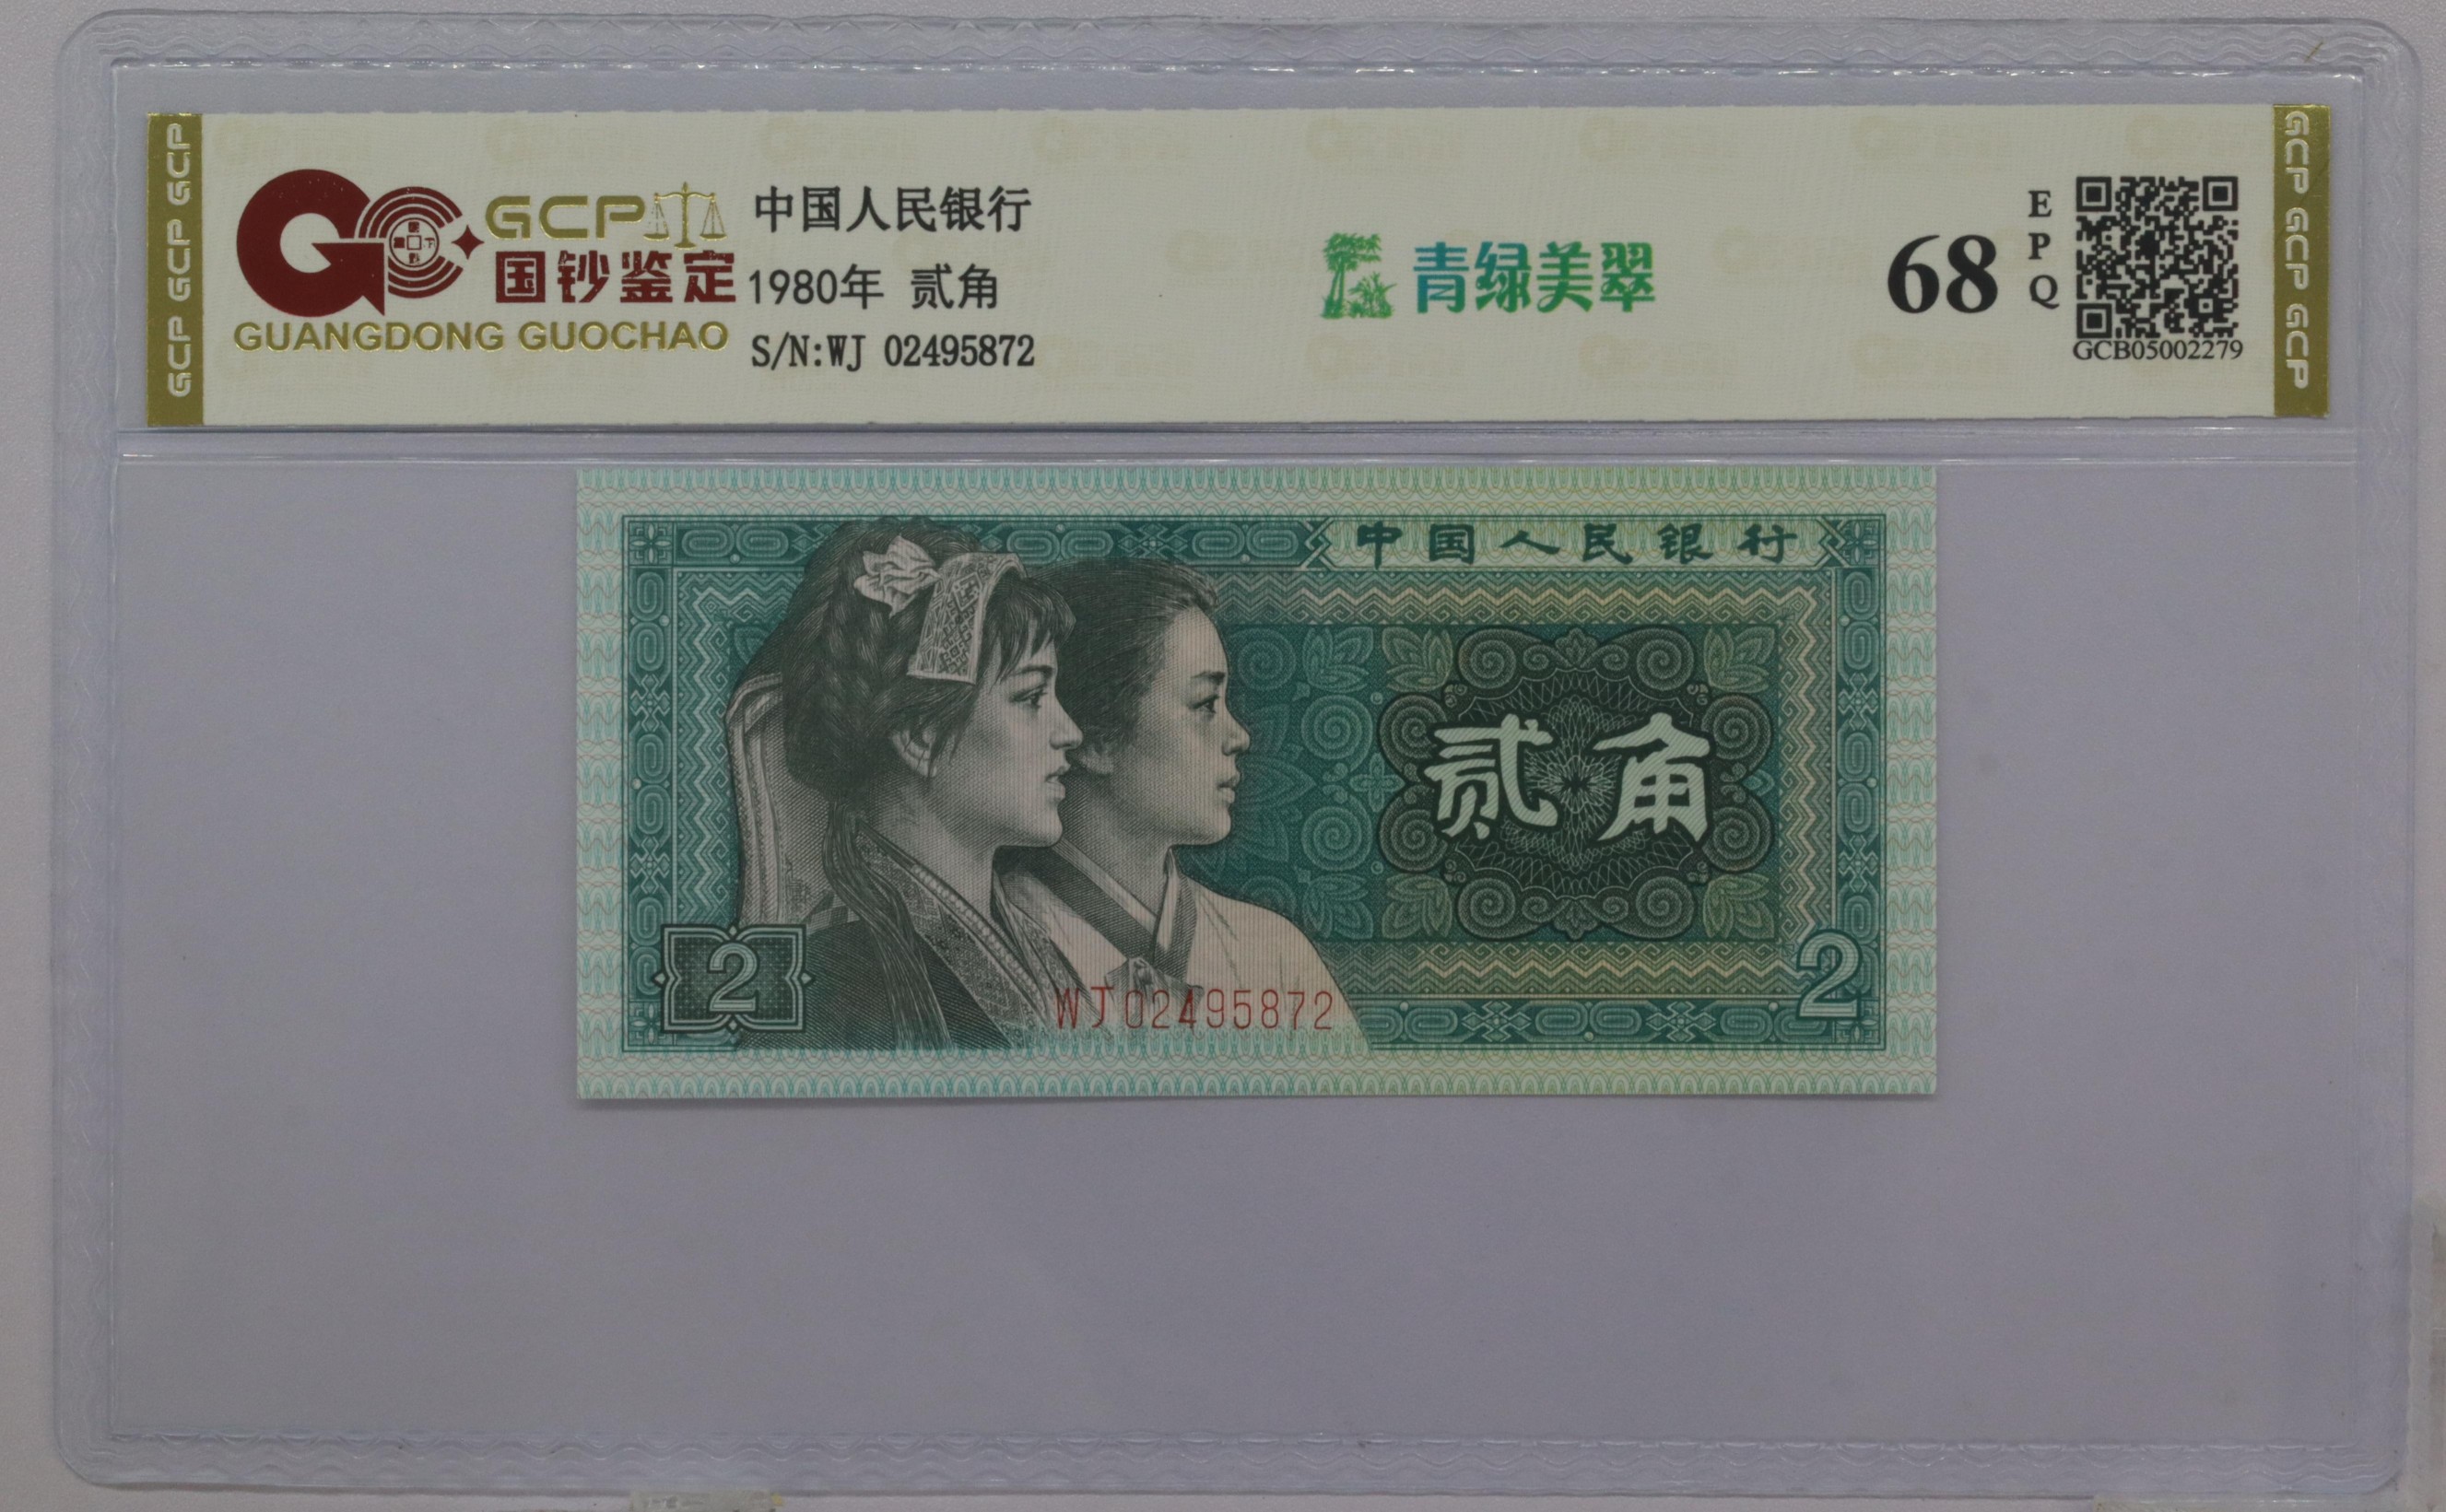 GCP GCP GCP
GCP
国钞鉴定
GUANGDONG GUOCHAO
中国人民银行
1980年 贰角
S/N:WJ 02495872
青绿美翠
68
EPQ
GCB05002279
GCP GCP GCP
中国人民银行
贰角
2
WJ02495872
2